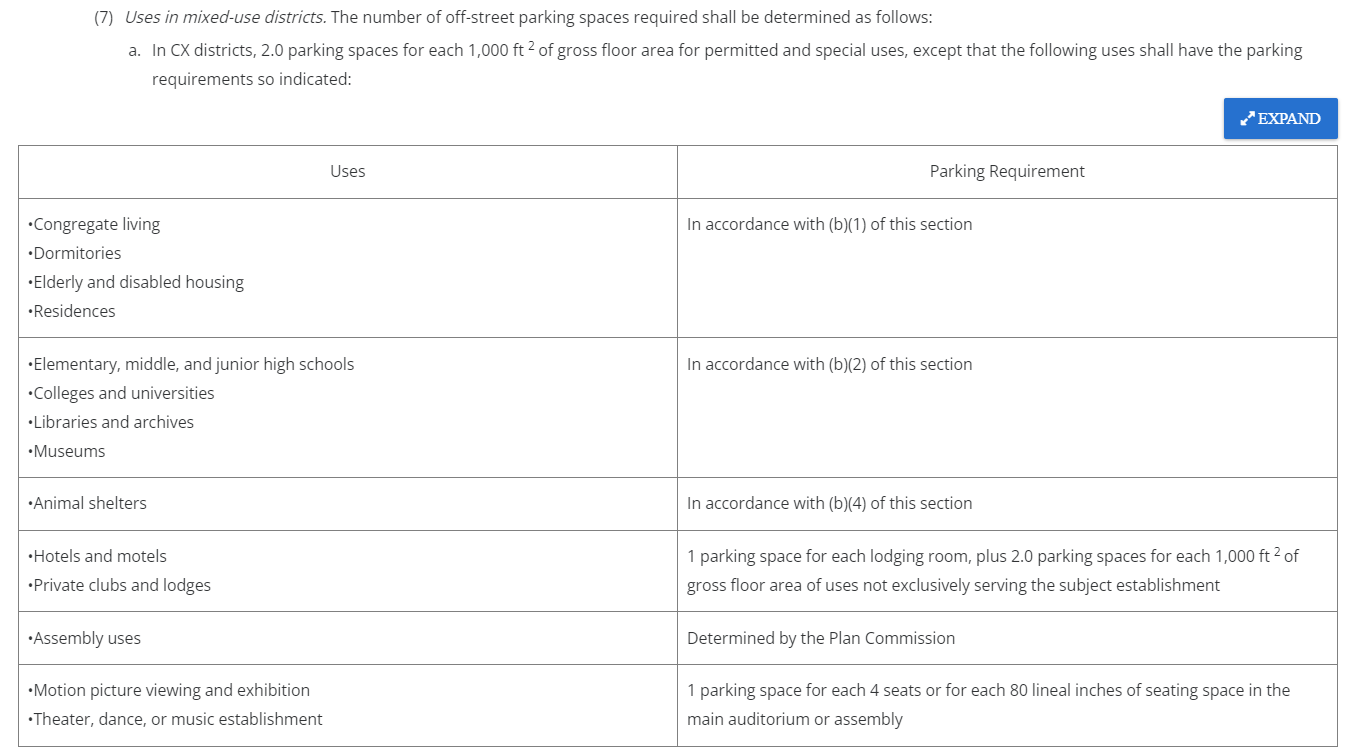 (7) Uses in mixed-use districts. The number of off-street parking spaces required shall be determined as follows:
a. In CX districts, 2.0 parking spaces for each 1,000 ft 2 of gross floor area for permitted and special uses, except that the following uses shall have the parking
requirements so indicated:
EXPAND
Uses
Parking Requirement
•Congregate living
•Dormitories
•Elderly and disabled housing
•Residences
In accordance with (b)(1) of this section
•Elementary, middle, and junior high schools
•Colleges and universities
•Libraries and archives
•Museums
In accordance with (b)(2) of this section
•Animal shelters
In accordance with (b)(4) of this section
•Hotels and motels
•Private clubs and lodges
1 parking space for each lodging room, plus 2.0 parking spaces for each 1,000 ft 2 of
gross floor area of uses not exclusively serving the subject establishment
•Assembly uses
Determined by the Plan Commission
•Motion picture viewing and exhibition
•Theater, dance, or music establishment
1 parking space for each 4 seats or for each 80 lineal inches of seating space in the
main auditorium or assembly